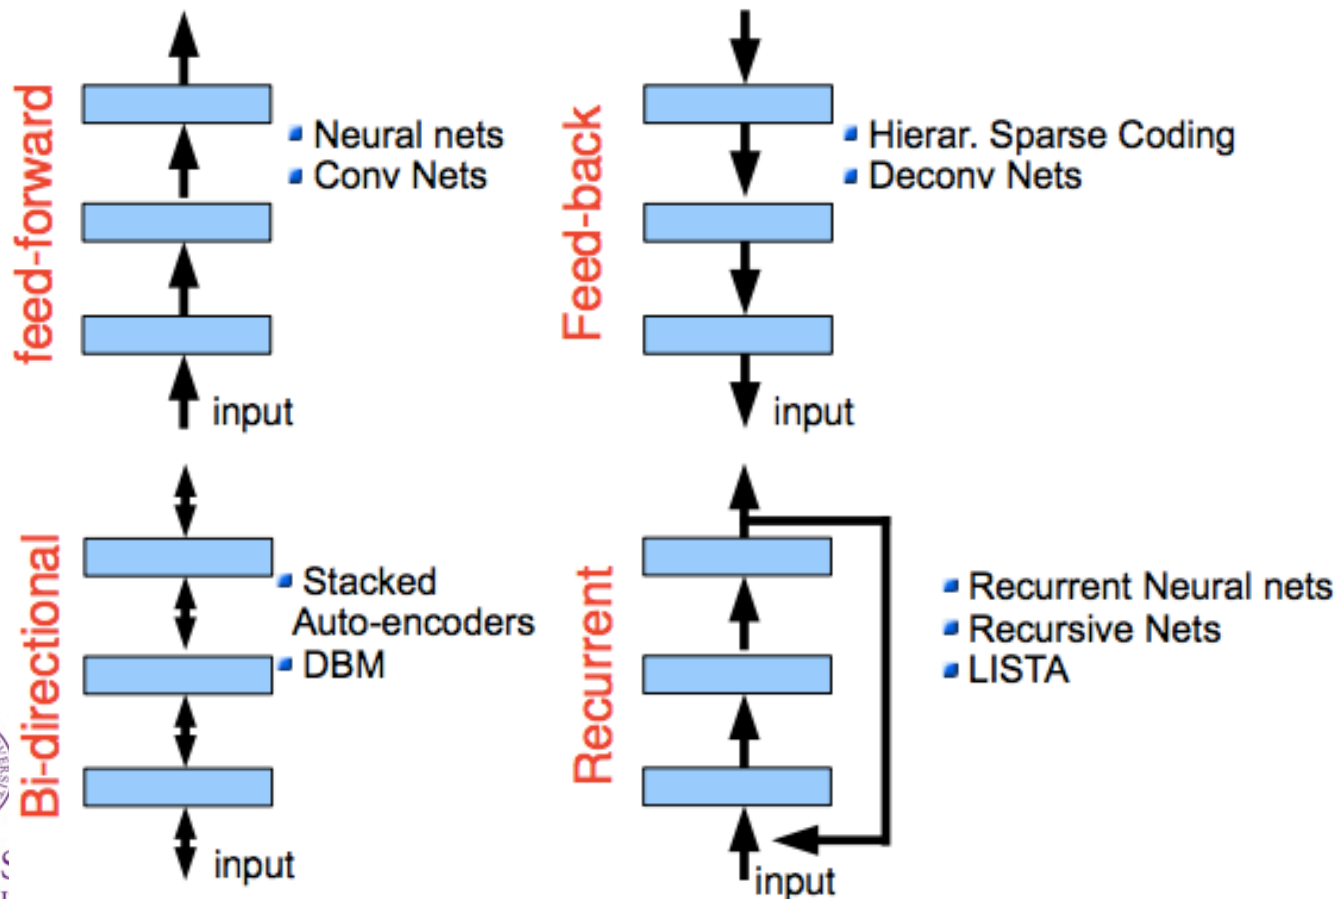 feed-forward
Neural nets
Conv Nets
input
Feed-back
Hierar. Sparse Coding
Deconv Nets
input
Bi-directional
Stacked
Auto-encoders
DBM
input
Recurrent
Recurrent Neural nets
Recursive Nets
LISTA
input